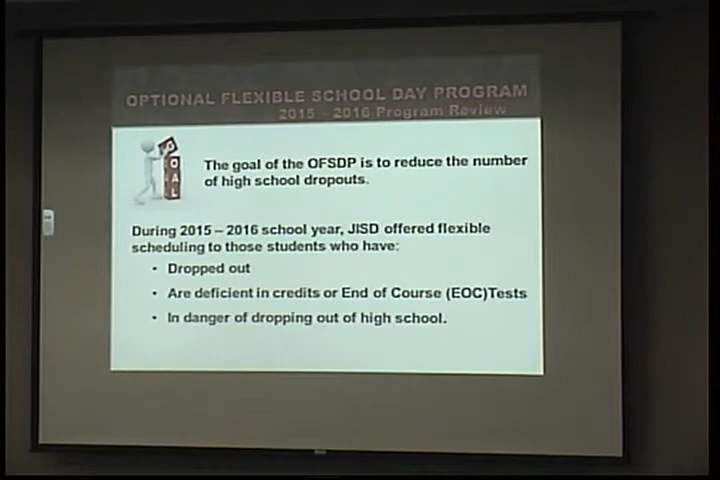 OPTIONAL FLEXIBLE SCHOOL DAY PROGRAM
2015 – 2016 Program Review
GOAL
The goal of the OFSDP is to reduce the number
of high school dropouts.
During 2015 – 2016 school year, JISD offered flexible
scheduling to those students who have:
• Dropped out
• Are deficient in credits or End of Course (EOC)Tests
• In danger of dropping out of high school.